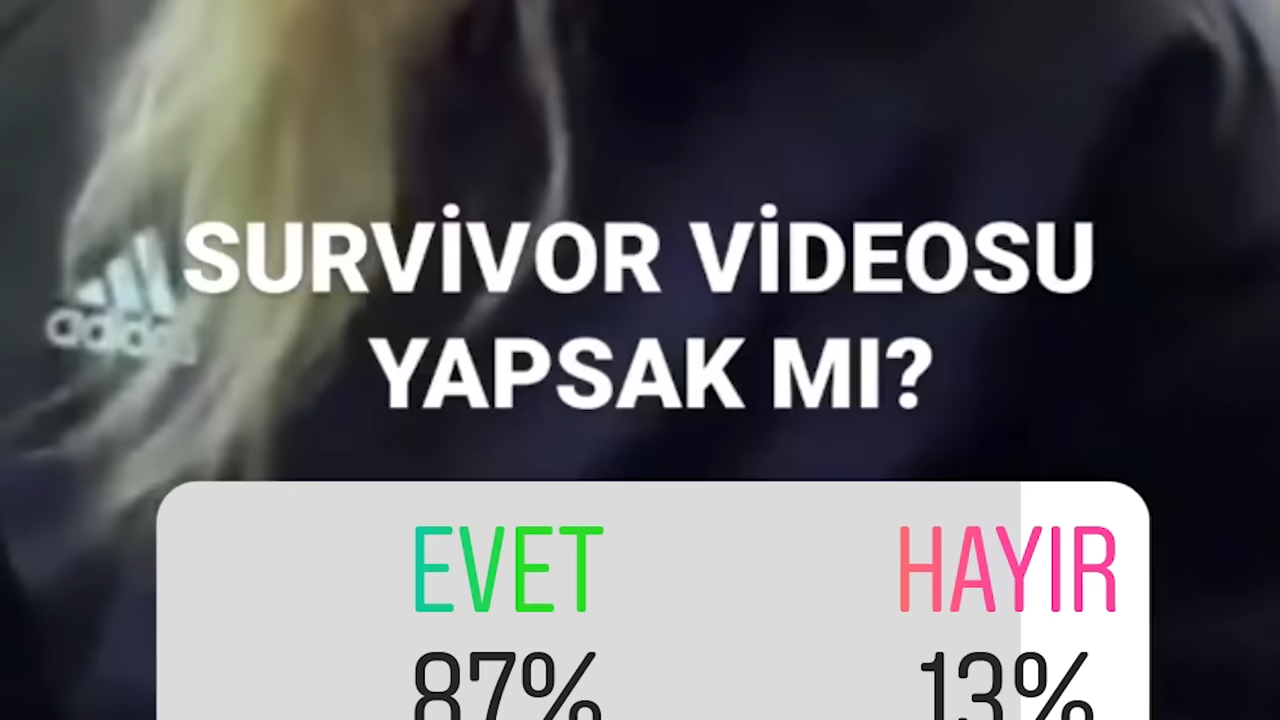 adidas
SURVİVOR VİDEOSU
YAPSAK MI?
EVET HAYIR
87% 13%